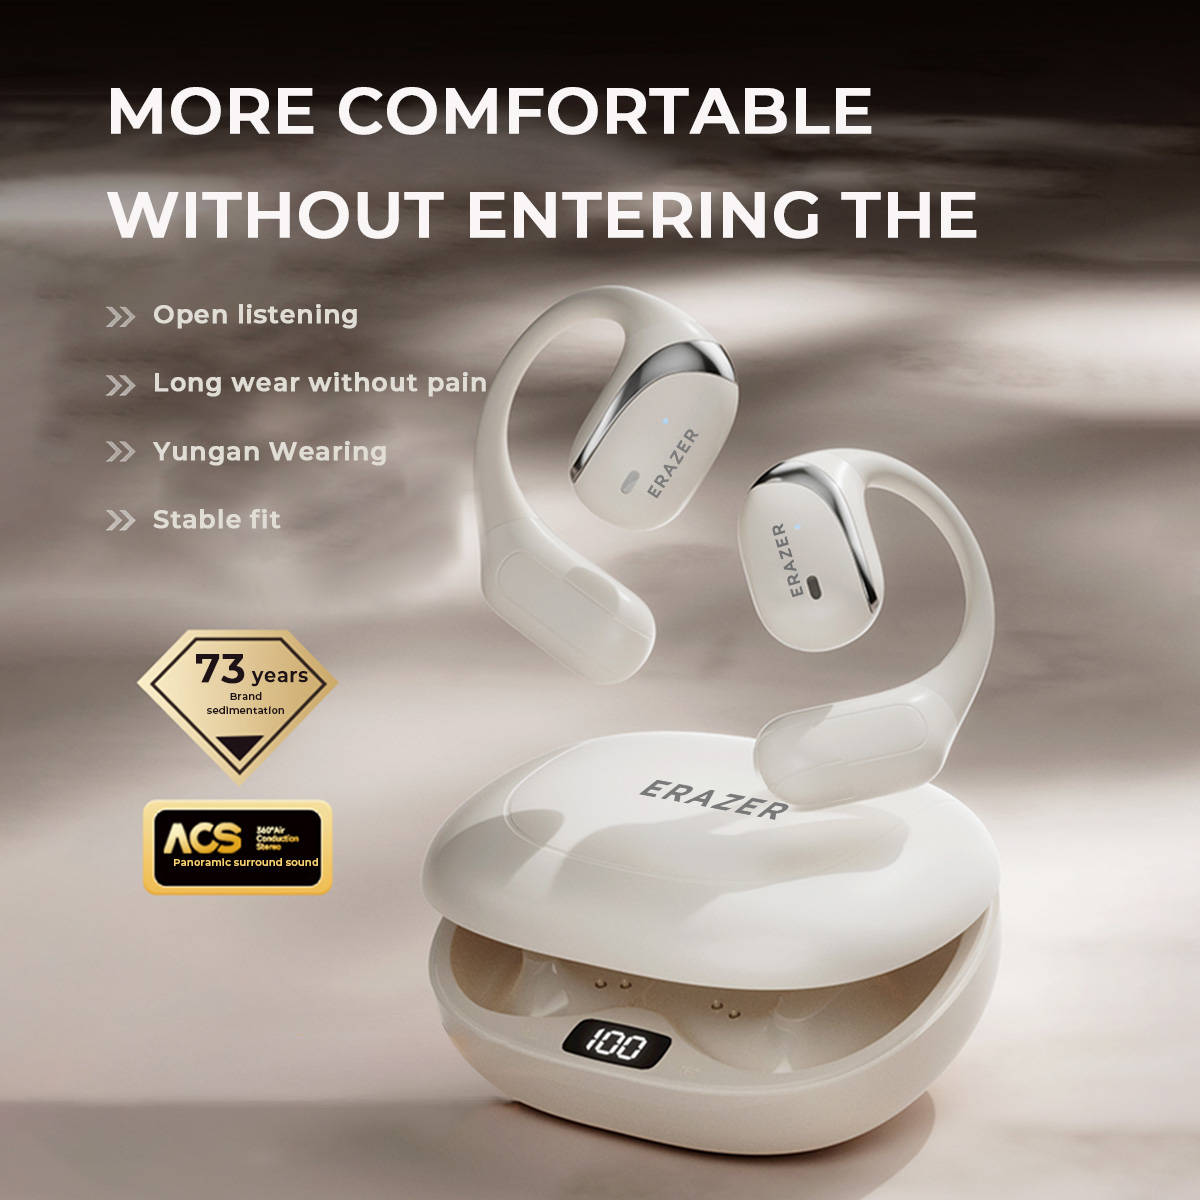 MORE COMFORTABLE
WITHOUT ENTERING THE
Open listening
Long wear without pain
Yungan Wearing
Stable fit
ERAZER
ERAZER
73 years
Brand
sedimentation
ERAZER
ACS
360°Air
Conduction
Stereo
Panoramic surround sound
100